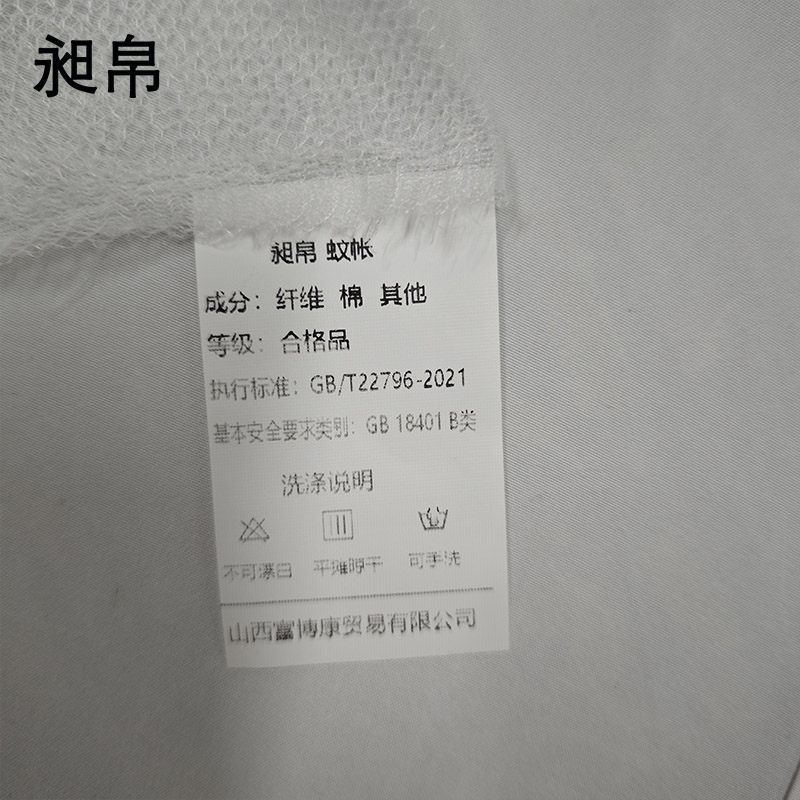 昶帛
昶帛 蚊帐
成分：纤维 棉 其他
等级：合格品
执行标准：GB/T22796-2021
基本安全要求类别：GB 18401 B类
洗涤说明
不可漂白 平摊晾干 可手洗
山西富博康贸易有限公司